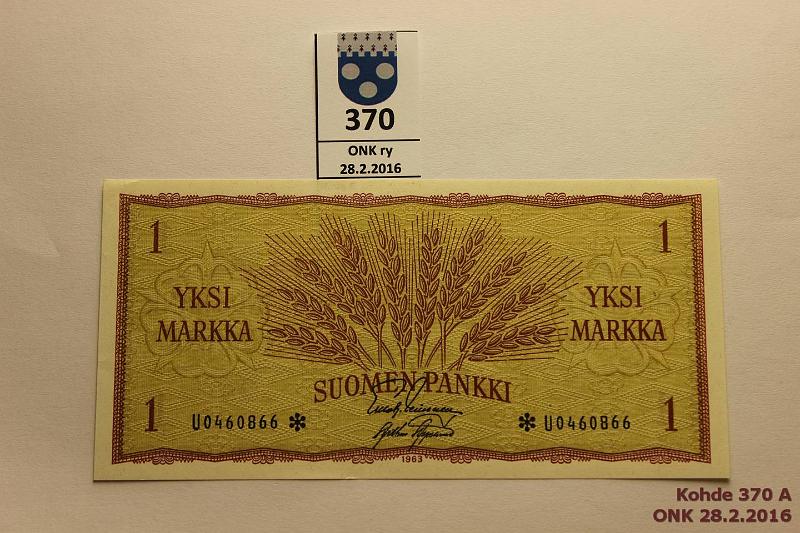 370
ONK ry
28.2.2016
1 1
YKSI MARKKA
YKSI MARKKA
SUOMEN PANKKI
1 U0460866 * * U0460866 1
1963
Kohde 370 A
ONK 28.2.2016